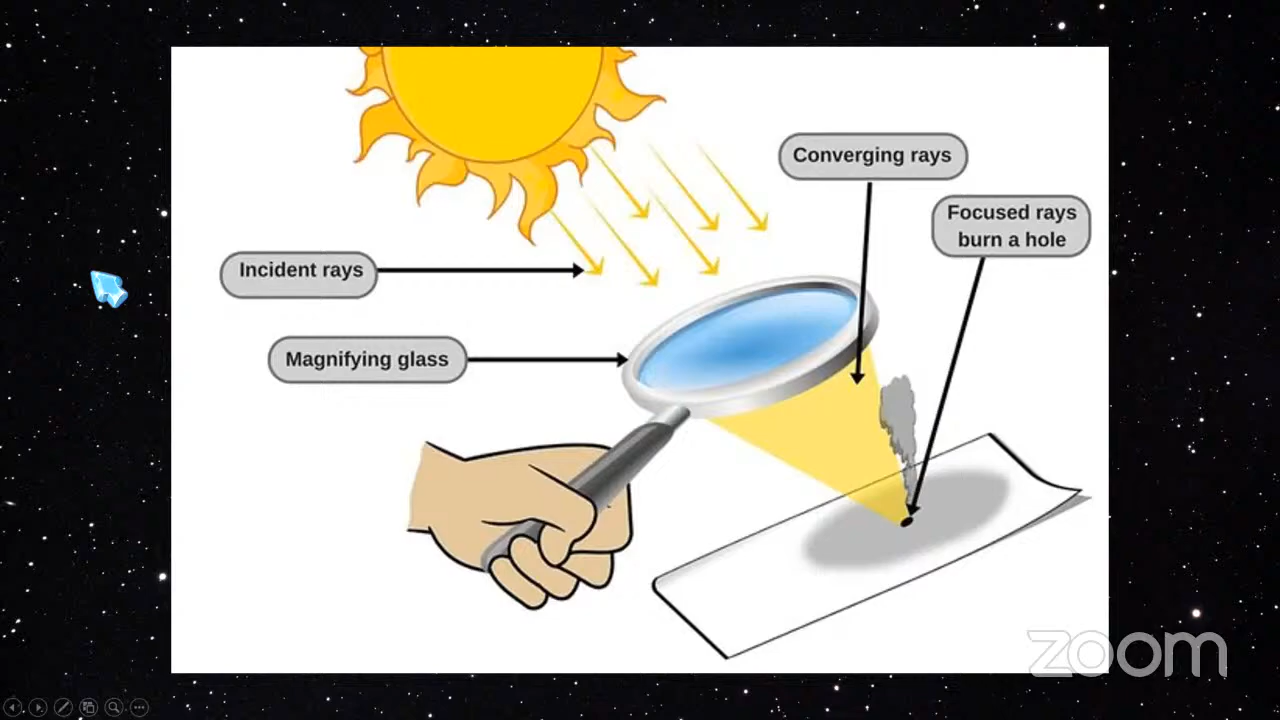 Converging rays
Focused rays
burn a hole
Incident rays
Magnifying glass
zoom